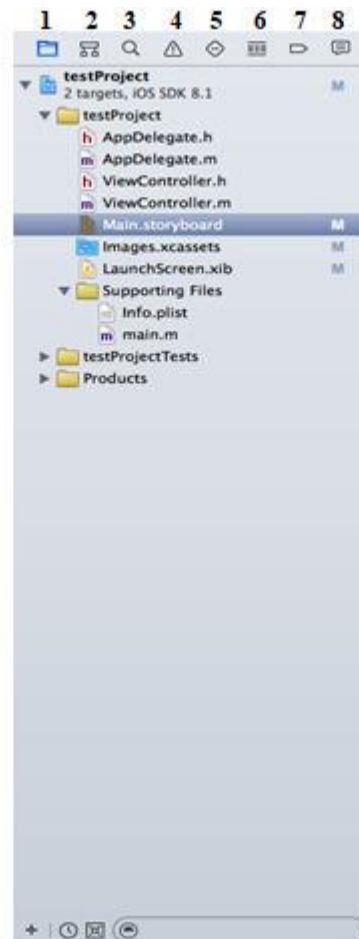 1 2 3 4 5 6 7 8
testProject
2 targets, iOS SDK 8.1 M
testProject
h AppDelegate.h
m AppDelegate.m
h ViewController.h
m ViewController.m
Main.storyboard M
Images.xcassets M
LaunchScreen.xib M
Supporting Files
Info.plist
m main.m
testProjectTests
Products